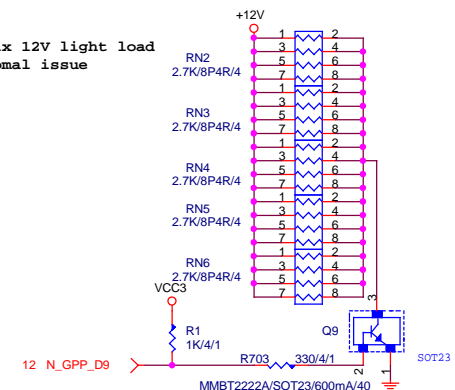 +12V
x 12V light load
omal issue
1 2
3 4
5 6
7 8
RN2
2.7K/8P4R/4
1 2
3 4
5 6
7 8
RN3
2.7K/8P4R/4
1 2
3 4
5 6
7 8
RN4
2.7K/8P4R/4
1 2
3 4
5 6
7 8
RN5
2.7K/8P4R/4
1 2
3 4
5 6
7 8
RN6
2.7K/8P4R/4
VCC3
R1
1K/4/1
3
Q9
SOT23
12 N_GPP_D9
R703 330/4/1
2
1
MMBT2222A/SOT23/600mA/40